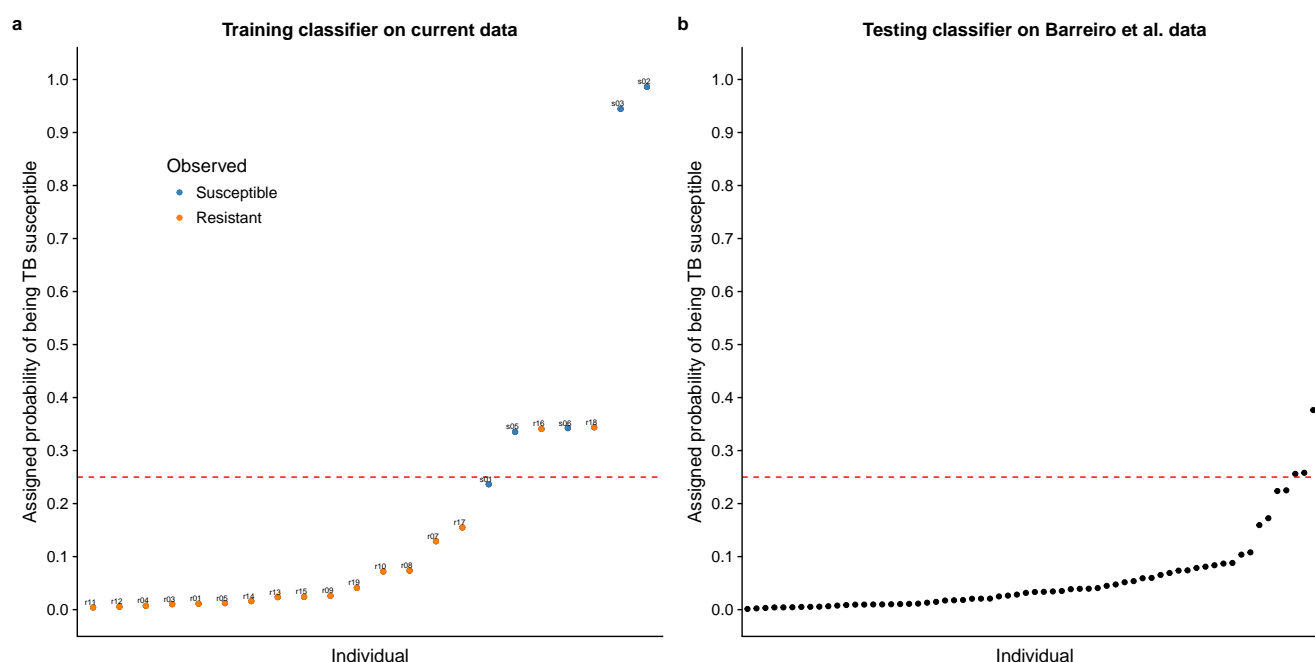 a
Training classifier on current data
Assigned probability of being TB susceptible
1.0
0.9
0.8
0.7
0.6
0.5
0.4
0.3
0.2
0.1
0.0
Observed
Susceptible
Resistant
r11
r12
r04
r03
r01
r05
r14
r13
r15
r09
r19
r10
r08
r07
r17
s01
s05
r16
s06
r18
s03
s02
Individual
b
Testing classifier on Barreiro et al. data
Assigned probability of being TB susceptible
1.0
0.9
0.8
0.7
0.6
0.5
0.4
0.3
0.2
0.1
0.0
Individual